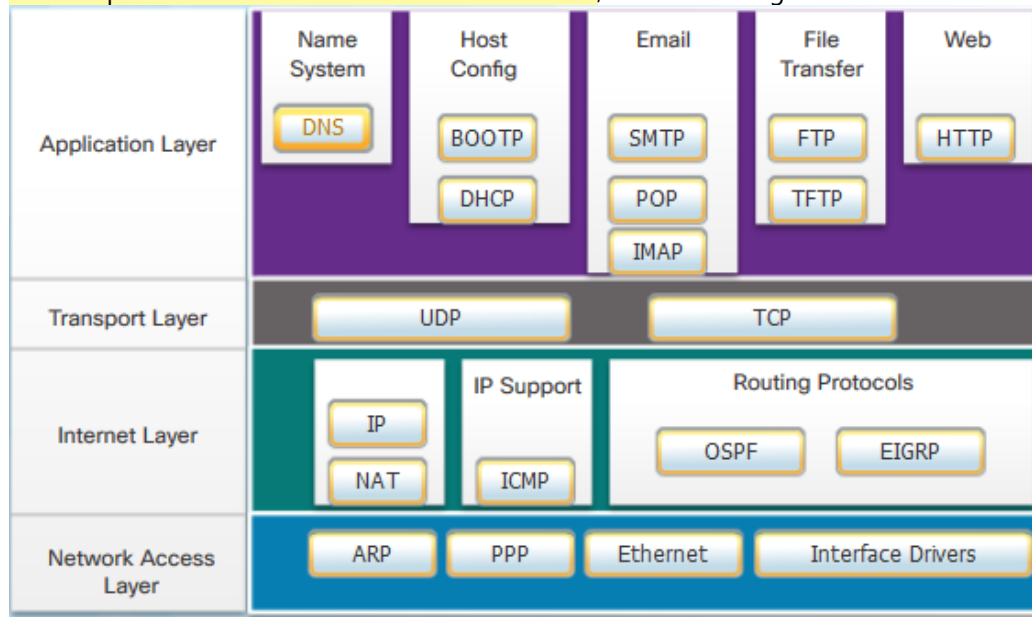 Name System
Host Config
Email
File Transfer
Web
Application Layer
DNS
BOOTP
SMTP
FTP
HTTP
DHCP
POP
TFTP
IMAP
Transport Layer
UDP
TCP
IP Support
Routing Protocols
Internet Layer
IP
OSPF
EIGRP
NAT
ICMP
Network Access Layer
ARP
PPP
Ethernet
Interface Drivers